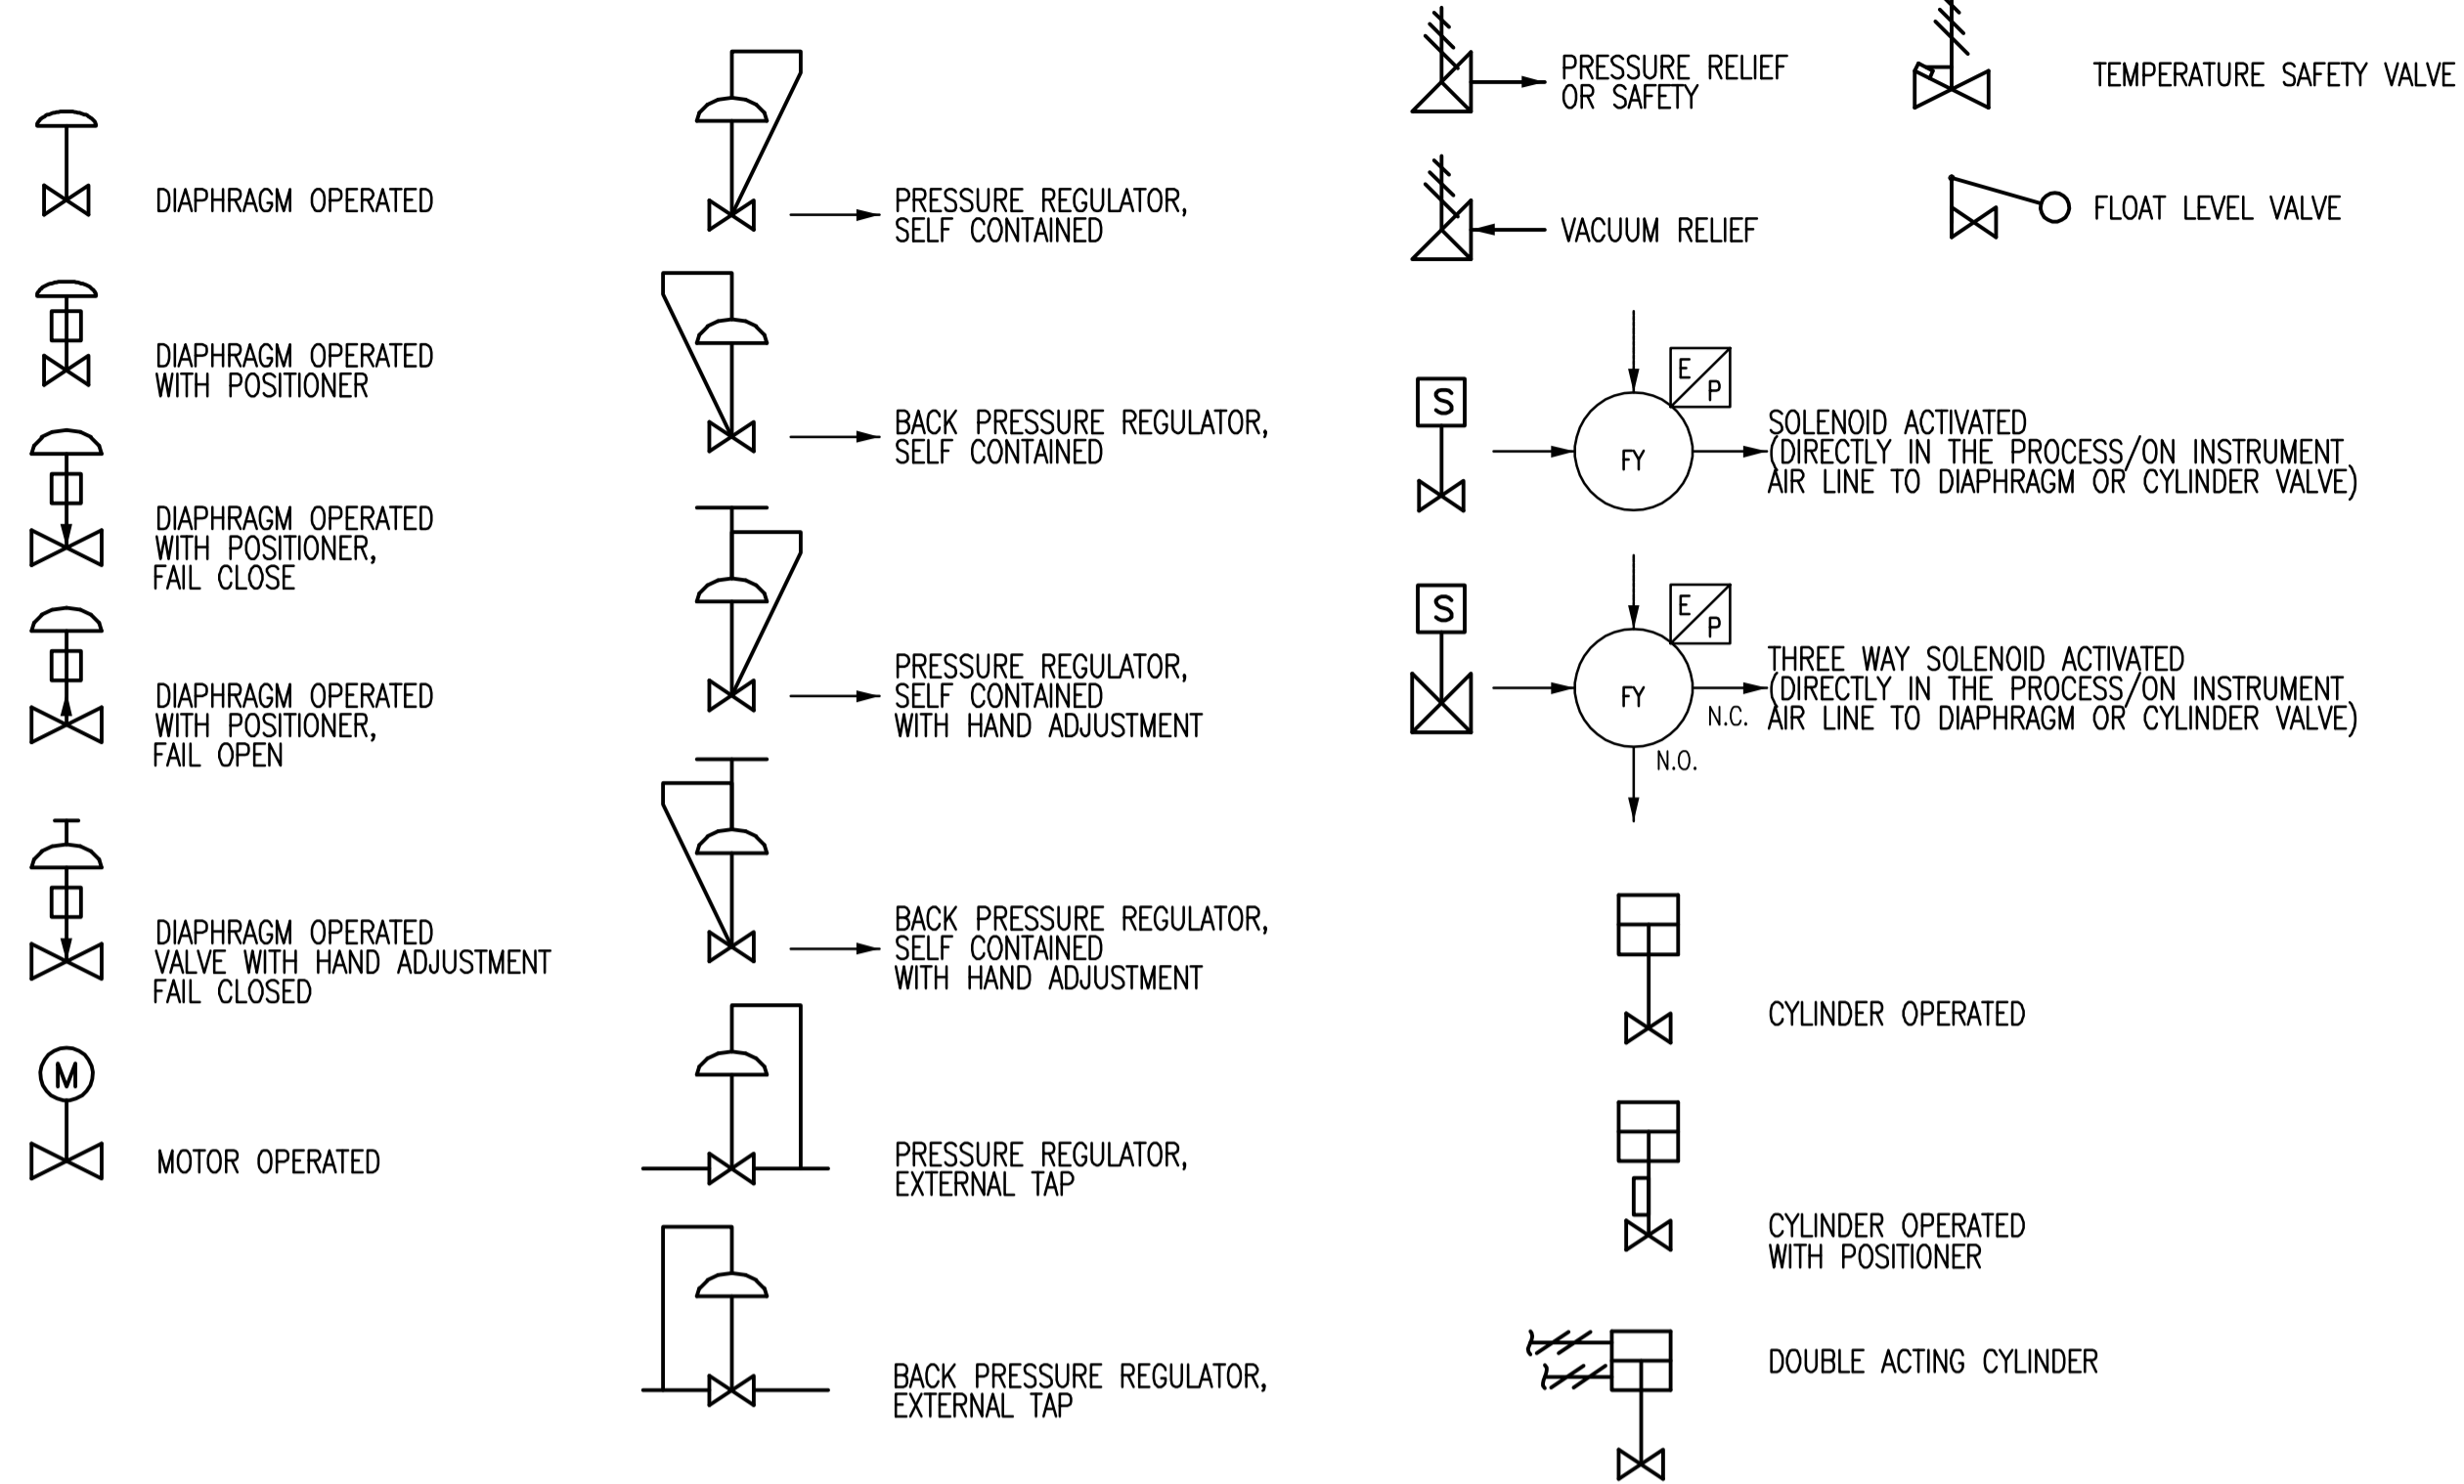 DIAPHRAGM OPERATED
DIAPHRAGM OPERATED
WITH POSITIONER
DIAPHRAGM OPERATED
WITH POSITIONER,
FAIL CLOSE
DIAPHRAGM OPERATED
WITH POSITIONER,
FAIL OPEN
DIAPHRAGM OPERATED
VALVE WITH HAND ADJUSTMENT
FAIL CLOSED
M
MOTOR OPERATED
PRESSURE REGULATOR,
SELF CONTAINED
BACK PRESSURE REGULATOR,
SELF CONTAINED
PRESSURE REGULATOR,
SELF CONTAINED
WITH HAND ADJUSTMENT
BACK PRESSURE REGULATOR,
SELF CONTAINED
WITH HAND ADJUSTMENT
PRESSURE REGULATOR,
EXTERNAL TAP
BACK PRESSURE REGULATOR,
EXTERNAL TAP
PRESSURE RELIEF
OR SAFETY
VACUUM RELIEF
TEMPERATURE SAFETY VALVE
FLOAT LEVEL VALVE
S
E
P
FY
SOLENOID ACTIVATED
(DIRECTLY IN THE PROCESS/ON INSTRUMENT
AIR LINE TO DIAPHRAGM OR CYLINDER VALVE)
S
E
P
FY
N.C.
N.O.
THREE WAY SOLENOID ACTIVATED
(DIRECTLY IN THE PROCESS/ON INSTRUMENT
AIR LINE TO DIAPHRAGM OR CYLINDER VALVE)
CYLINDER OPERATED
CYLINDER OPERATED
WITH POSITIONER
DOUBLE ACTING CYLINDER